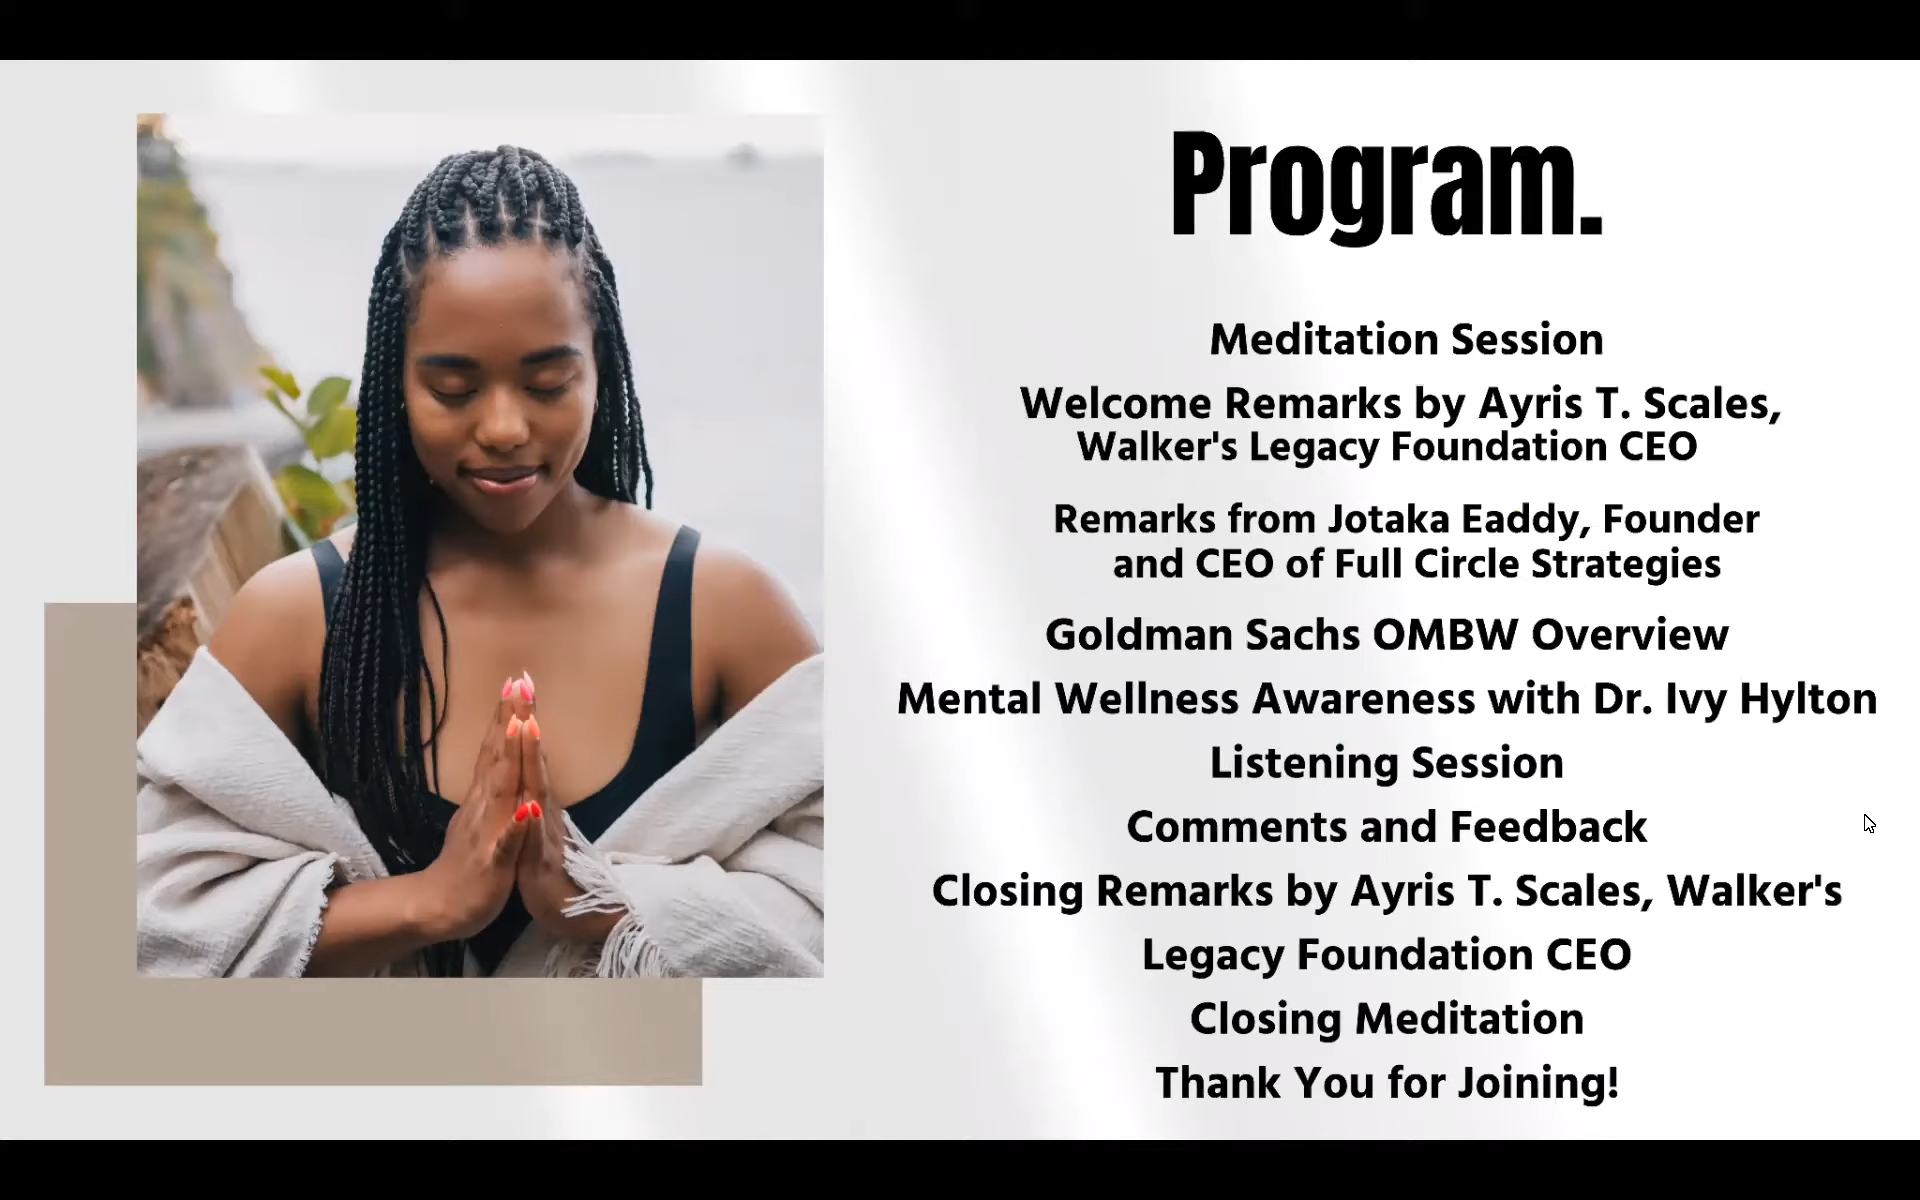 Program.
Meditation Session
Welcome Remarks by Ayris T. Scales,
Walker's Legacy Foundation CEO
Remarks from Jotaka Eaddy, Founder
and CEO of Full Circle Strategies
Goldman Sachs OMBW Overview
Mental Wellness Awareness with Dr. Ivy Hylton
Listening Session
Comments and Feedback
Closing Remarks by Ayris T. Scales, Walker's
Legacy Foundation CEO
Closing Meditation
Thank You for Joining!